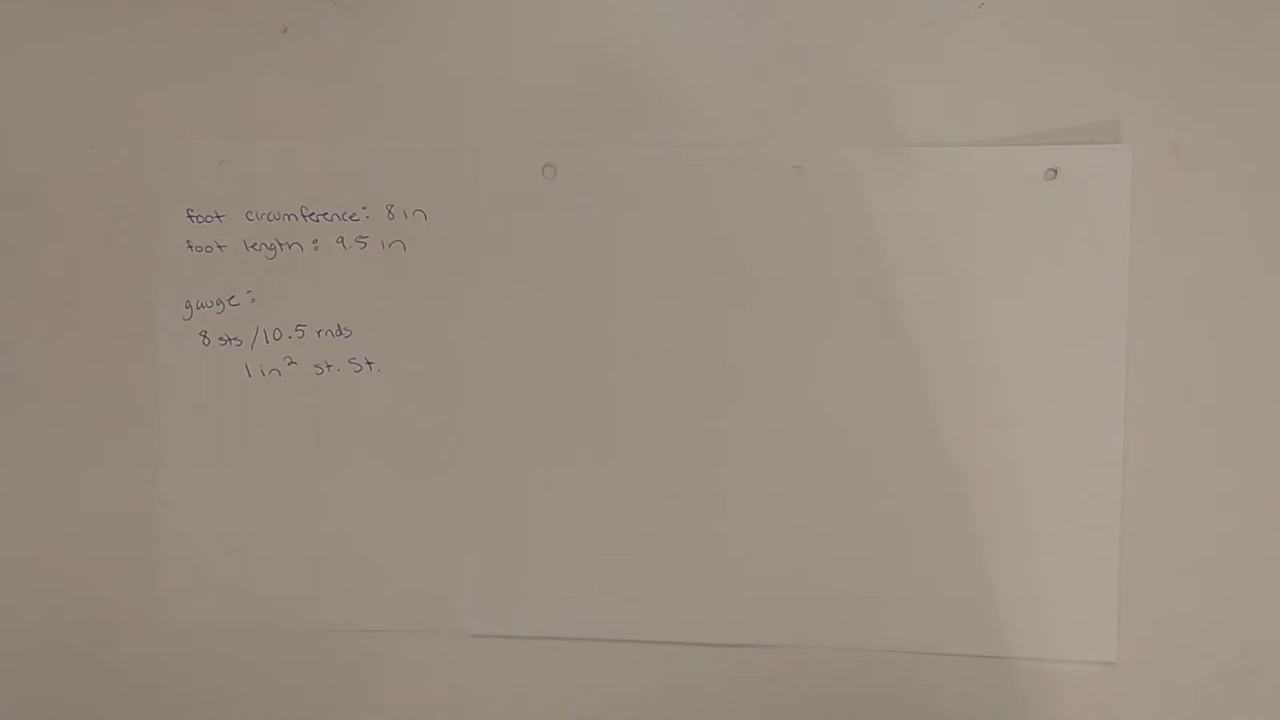 foot circumference: 8 in
foot length: 9.5 in
gauge:
8 sts/10.5 rnds
1 in² st. St.